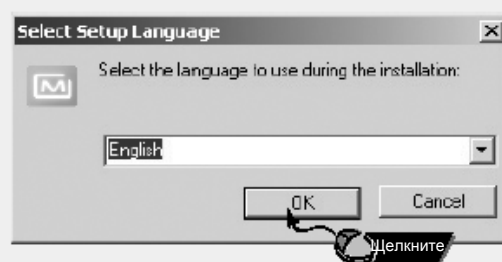 Select Setup Language
Select the language to use during the installation:
English
OK
Cancel
Щелкните